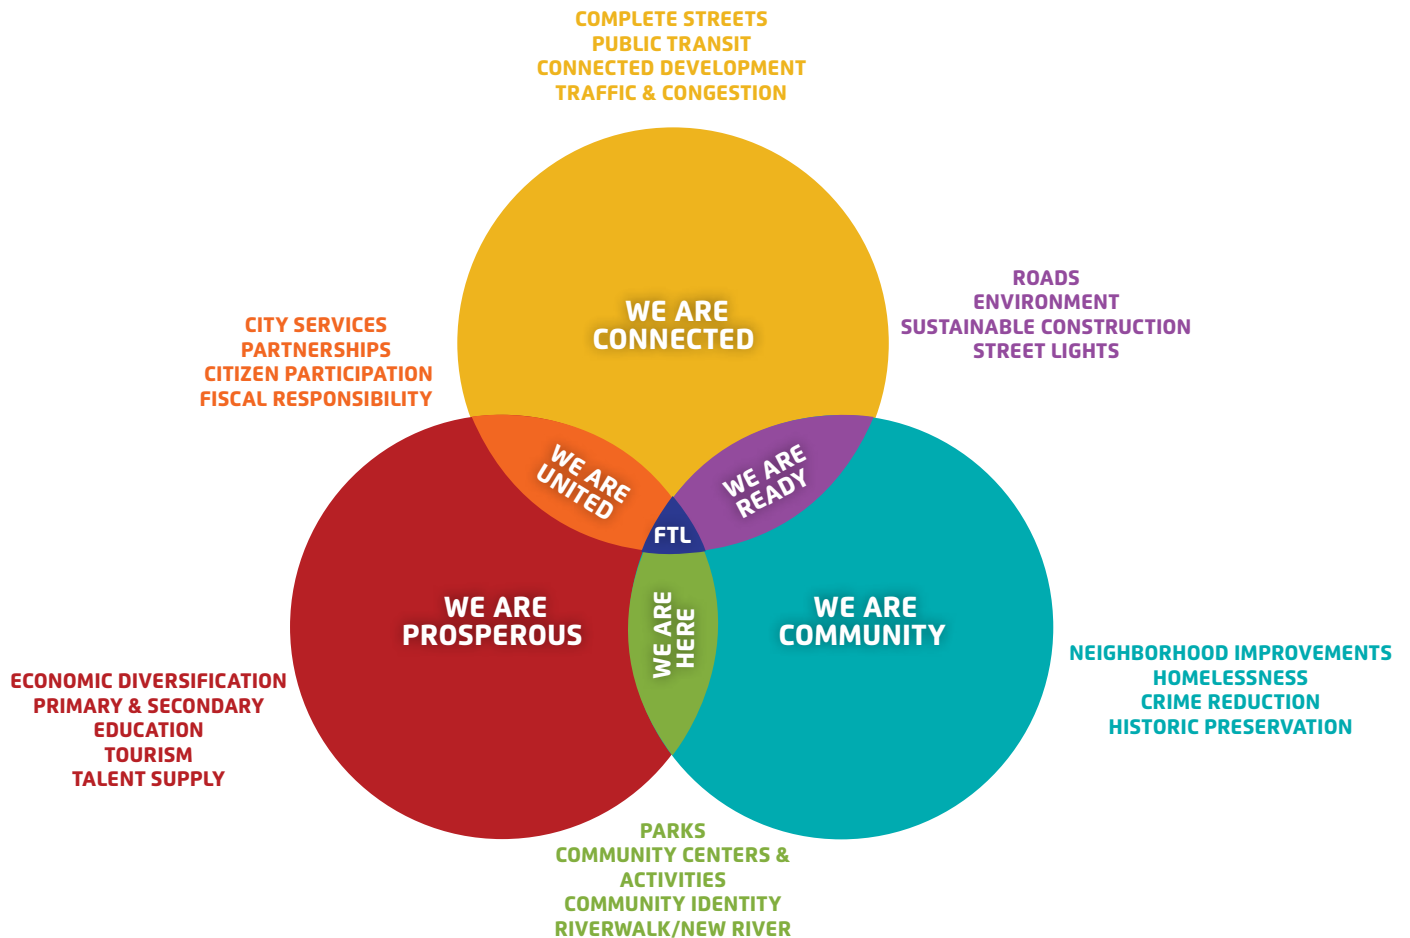 COMPLETE STREETS
PUBLIC TRANSIT
CONNECTED DEVELOPMENT
TRAFFIC & CONGESTION
WE ARE
CONNECTED
ROADS
ENVIRONMENT
SUSTAINABLE CONSTRUCTION
STREET LIGHTS
CITY SERVICES
PARTNERSHIPS
CITIZEN PARTICIPATION
FISCAL RESPONSIBILITY
WE ARE
UNITED
WE ARE
READY
FTL
WE ARE
PROSPEROUS
WE ARE
HERE
WE ARE
COMMUNITY
ECONOMIC DIVERSIFICATION
PRIMARY & SECONDARY
EDUCATION
TOURISM
TALENT SUPPLY
NEIGHBORHOOD IMPROVEMENTS
HOMELESSNESS
CRIME REDUCTION
HISTORIC PRESERVATION
PARKS
COMMUNITY CENTERS &
ACTIVITIES
COMMUNITY IDENTITY
RIVERWALK/NEW RIVER